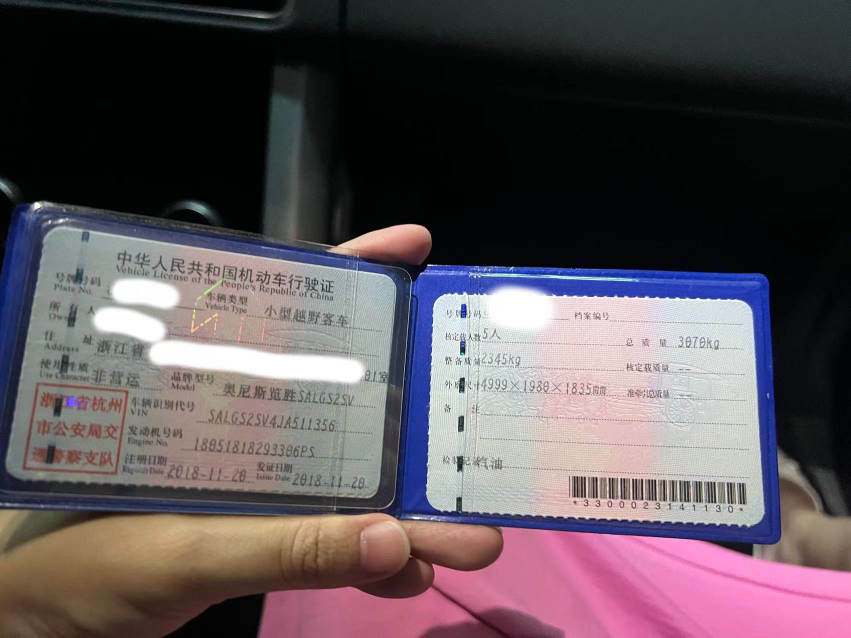 中华人民共和国机动车行驶证
Vehicle License of the People's Republic of China
号牌号码
Plate No.
车辆类型
Vehicle Type
小型越野客车
所有人
Owner
住址
Address
浙江省
01室
使用性质
Use Character
非营运
品牌型号
Model
奥尼斯览胜SALGS2SV
浙江省杭州
市公安局交
通警察支队
车辆识别代号
VIN
SALGS2SV4JA511356
发动机号码
Engine No.
18051818293306PS
注册日期
Register Date
2018-11-20
发证日期
Issue Date
2018-11-20
号牌号码
档案编号
核定载人数 5人
总质量 3070kg
整备质量 2345kg
核定载质量 --
外廓尺寸 4999×1980×1835mm
准牵引总质量 --
备注
检验记录 汽油
*3300023141130*